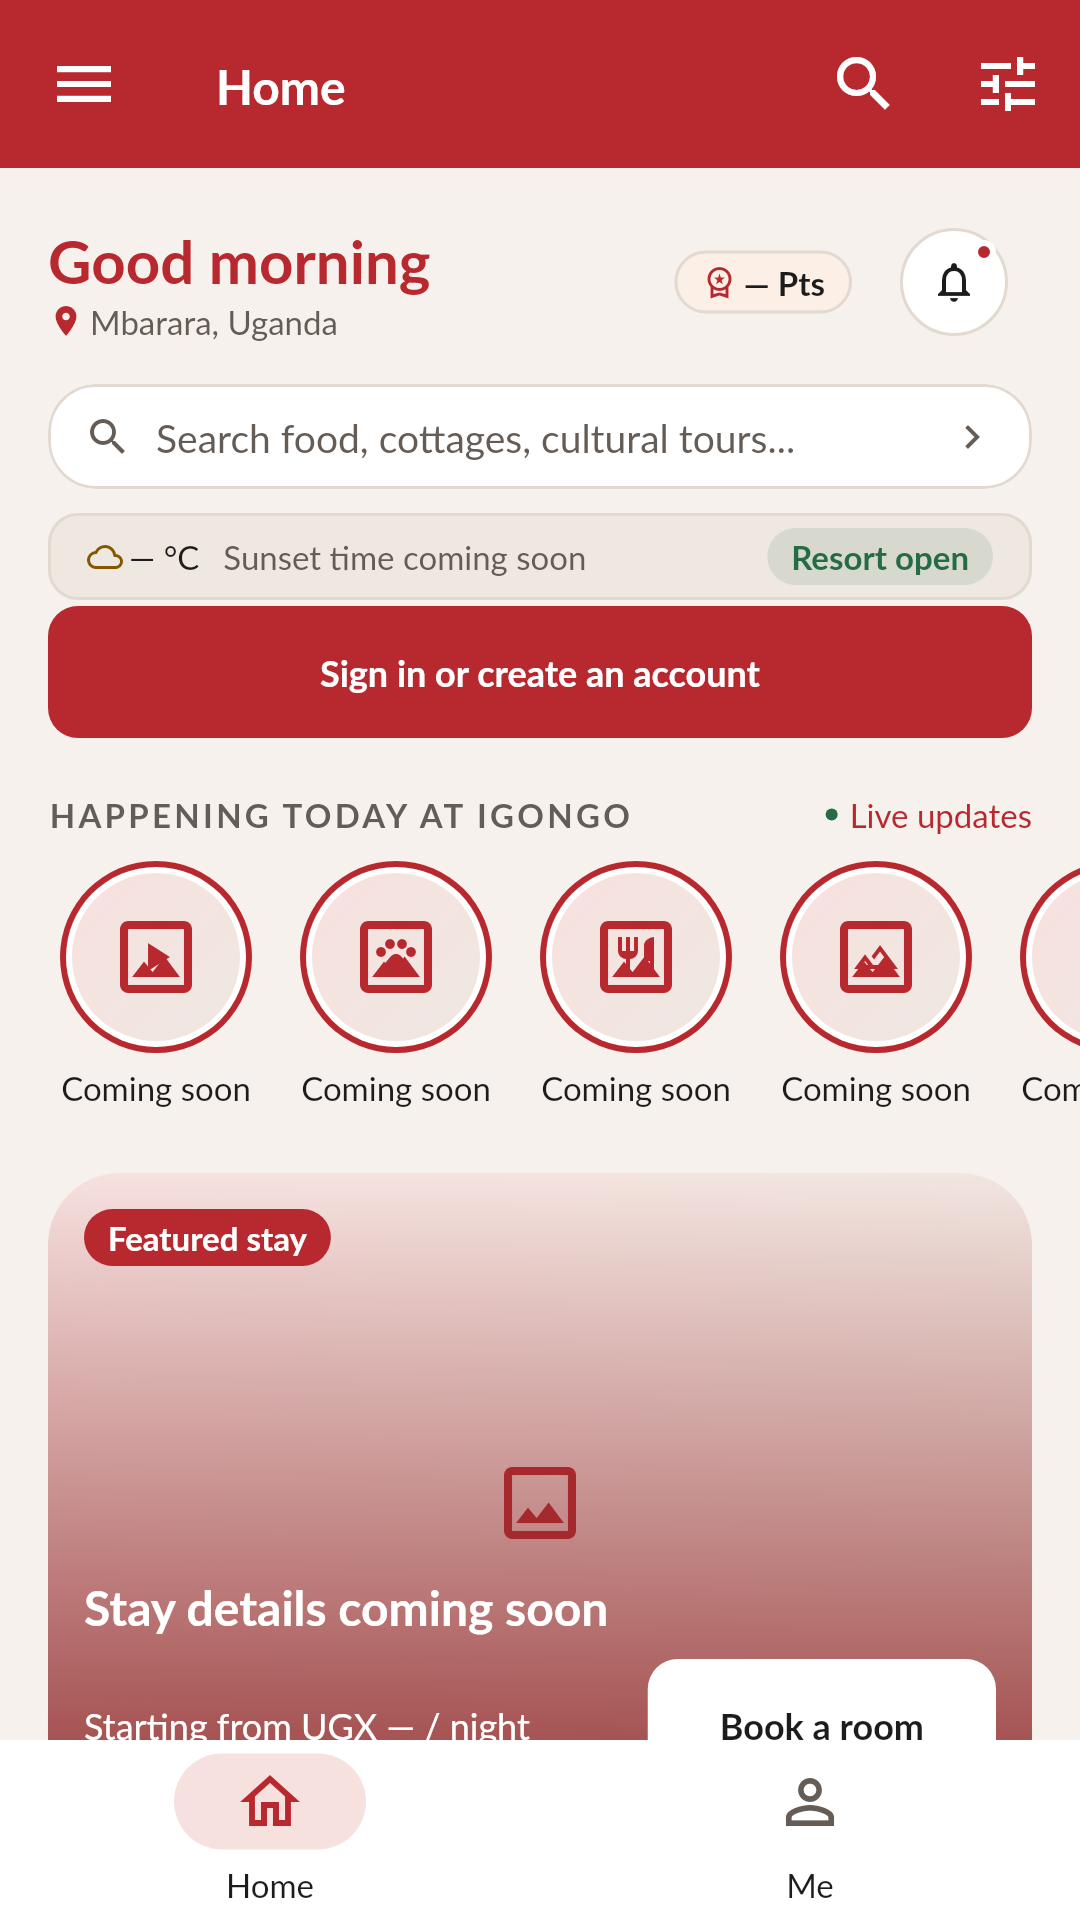 Home
Good morning
Mbarara, Uganda
— Pts
Search food, cottages, cultural tours...
— °C Sunset time coming soon
Resort open
Sign in or create an account
HAPPENING TODAY AT IGONGO
Live updates
Coming soon
Coming soon
Coming soon
Coming soon
Com
Featured stay
Stay details coming soon
Starting from UGX — / night
Book a room
Home
Me